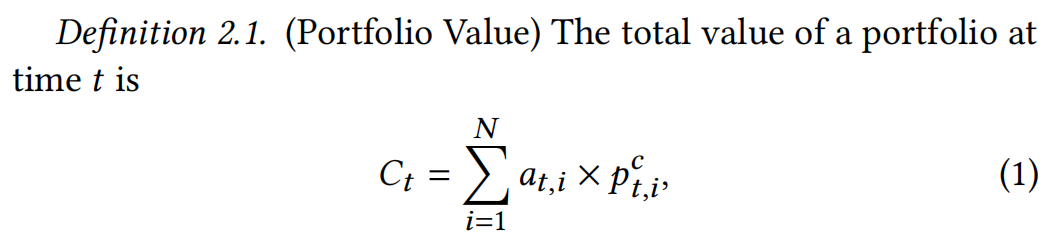 Definition 2.1. (Portfolio Value) The total value of a portfolio at
time t is
C_t = \sum_{i=1}^{N} a_{t,i} × p^c_{t,i}, (1)